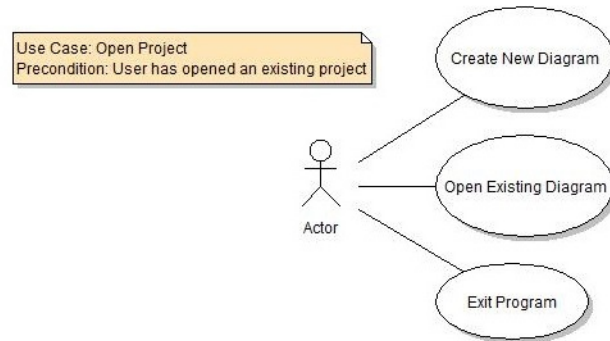 Use Case: Open Project
Precondition: User has opened an existing project
Create New Diagram
Open Existing Diagram
Actor
Exit Program